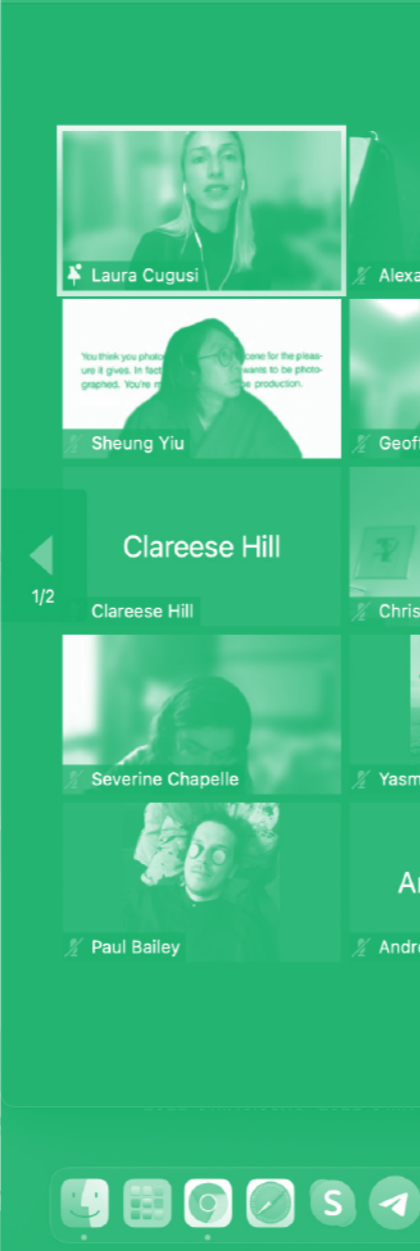 Laura Cugusi
Alexa
You think you photo cene for the pleas-
ure it gives. In fact wants to be photo-
graphed. You're m se production.
Sheung Yiu
Geof
Clareese Hill
1/2
Clareese Hill
Chris
Severine Chapelle
Yasm
Paul Bailey
Andr
S